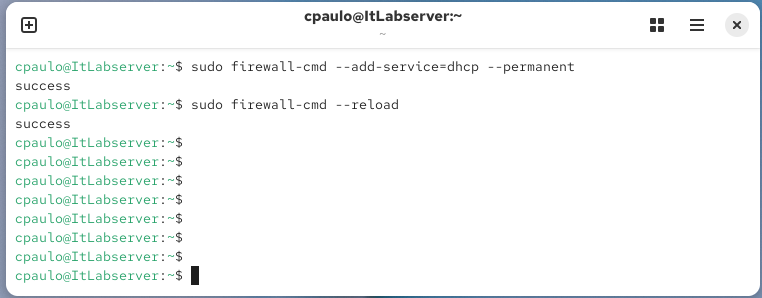 cpaulo@ItLabserver:~
~
cpaulo@ItLabserver:~$ sudo firewall-cmd --add-service=dhcp --permanent
success
cpaulo@ItLabserver:~$ sudo firewall-cmd --reload
success
cpaulo@ItLabserver:~$
cpaulo@ItLabserver:~$
cpaulo@ItLabserver:~$
cpaulo@ItLabserver:~$
cpaulo@ItLabserver:~$
cpaulo@ItLabserver:~$
cpaulo@ItLabserver:~$
cpaulo@ItLabserver:~$